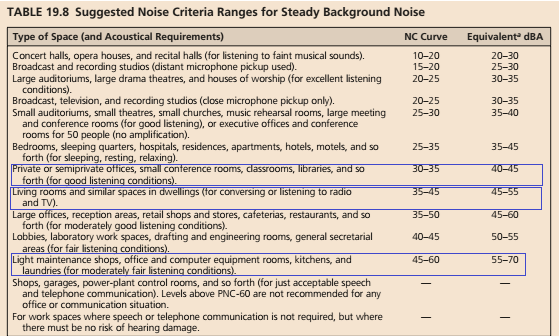 TABLE 19.8 Suggested Noise Criteria Ranges for Steady Background Noise
Type of Space (and Acoustical Requirements) NC Curve Equivalentᵃ dBA
Concert halls, opera houses, and recital halls (for listening to faint musical sounds). 10–20 20–30
Broadcast and recording studios (distant microphone pickup used). 15–20 25–30
Large auditoriums, large drama theatres, and houses of worship (for excellent listening 20–25 30–35
conditions).
Broadcast, television, and recording studios (close microphone pickup only). 20–25 30–35
Small auditoriums, small theatres, small churches, music rehearsal rooms, large meeting 25–30 35–40
and conference rooms (for good listening), or executive offices and conference
rooms for 50 people (no amplification).
Bedrooms, sleeping quarters, hospitals, residences, apartments, hotels, motels, and so 25–35 35–45
forth (for sleeping, resting, relaxing).
Private or semiprivate offices, small conference rooms, classrooms, libraries, and so 30–35 40–45
forth (for good listening conditions).
Living rooms and similar spaces in dwellings (for conversing or listening to radio 35–45 45–55
and TV).
Large offices, reception areas, retail shops and stores, cafeterias, restaurants, and so 35–50 45–60
forth (for moderately good listening conditions).
Lobbies, laboratory work spaces, drafting and engineering rooms, general secretarial 40–45 50–55
areas (for fair listening conditions).
Light maintenance shops, office and computer equipment rooms, kitchens, and 45–60 55–70
laundries (for moderately fair listening conditions).
Shops, garages, power-plant control rooms, and so forth (for just acceptable speech — —
and telephone communication). Levels above PNC-60 are not recommended for any
office or communication situation.
For work spaces where speech or telephone communication is not required, but where — —
there must be no risk of hearing damage.